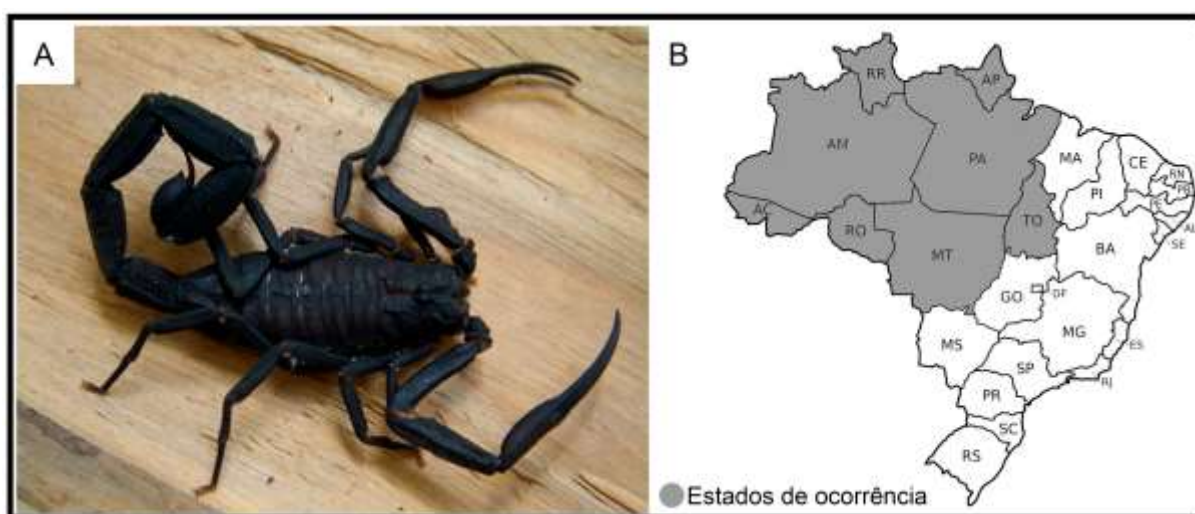 A
B
RR
AP
AM
PA
MA
CE
RN
PB
PI
PE
AC
AL
TO
SE
RO
BA
MT
GO
DF
MG
MS
ES
SP
RJ
PR
SC
RS
Estados de ocorrência